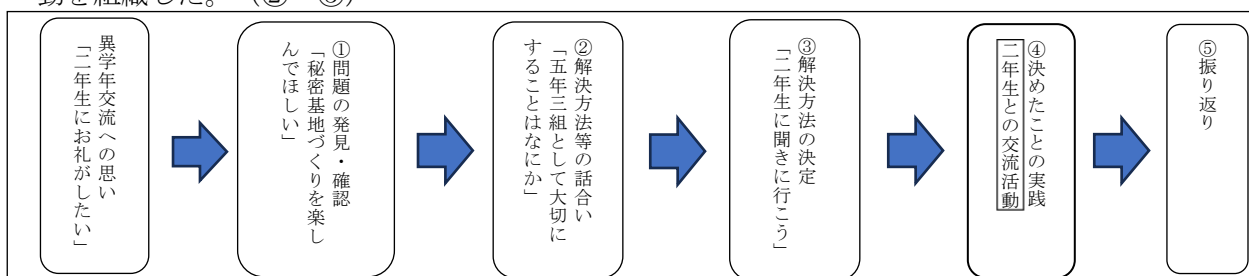 動を組織した。（②－③）
異学年交流への思い
「二年生にお礼がしたい」
①問題の発見・確認
「秘密基地づくりを楽し
んでほしい」
②解決方法等の話合い
「五年三組として大切に
することはなにか」
③解決方法の決定
「二年生に聞きに行こう」
④決めたことの実践
二年生との交流活動
⑤振り返り